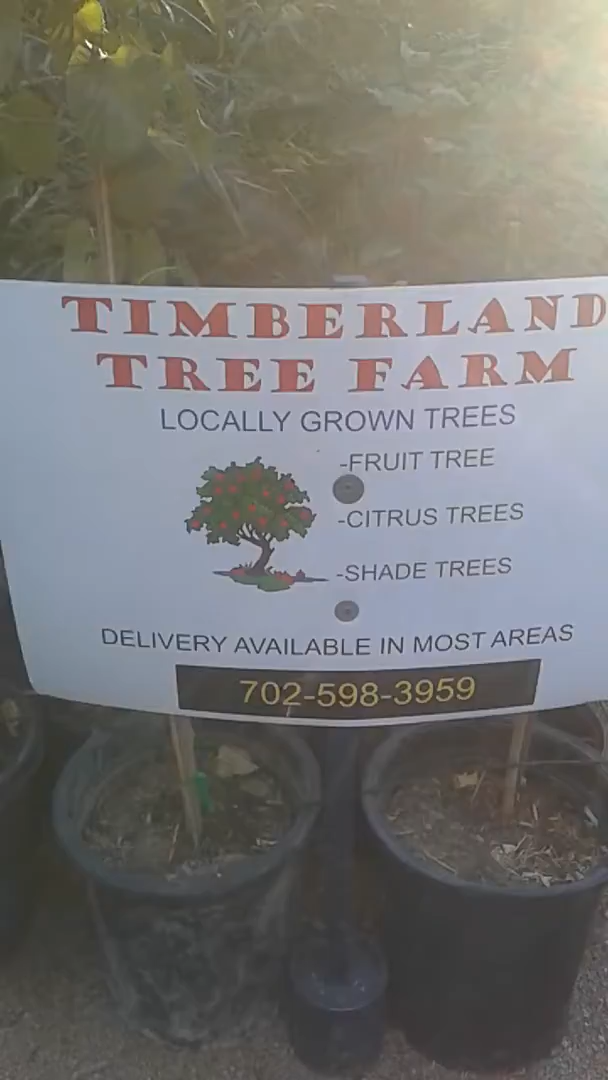 TIMBERLAND
TREE FARM
LOCALLY GROWN TREES
-FRUIT TREE
-CITRUS TREES
-SHADE TREES
DELIVERY AVAILABLE IN MOST AREAS
702-598-3959